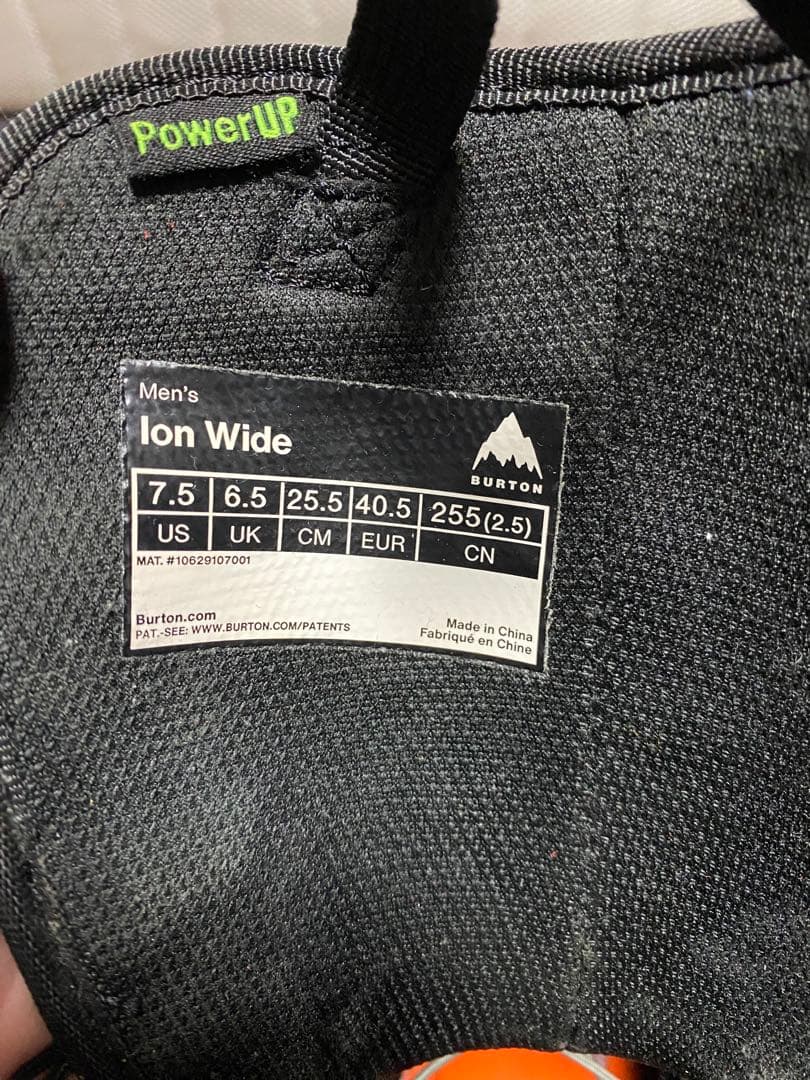 PowerUP
Men's
Ion Wide
BURTON
7.5 6.5 25.5 40.5 255(2.5)
US UK CM EUR CN
MAT. #10629107001
Burton.com
PAT.-SEE: WWW.BURTON.COM/PATENTS
Made in China
Fabriqué en Chine